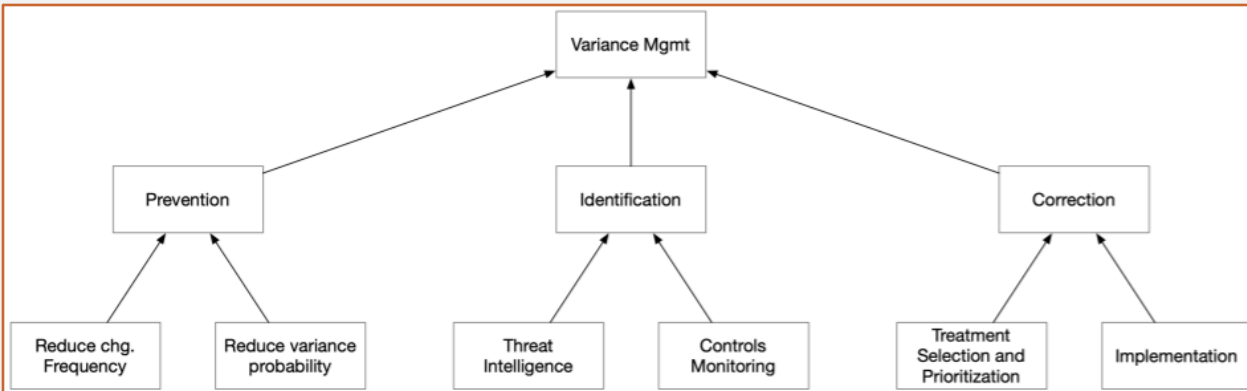 Variance Mgmt
Prevention
Identification
Correction
Reduce chg.
Frequency
Reduce variance
probability
Threat
Intelligence
Controls
Monitoring
Treatment
Selection and
Prioritization
Implementation